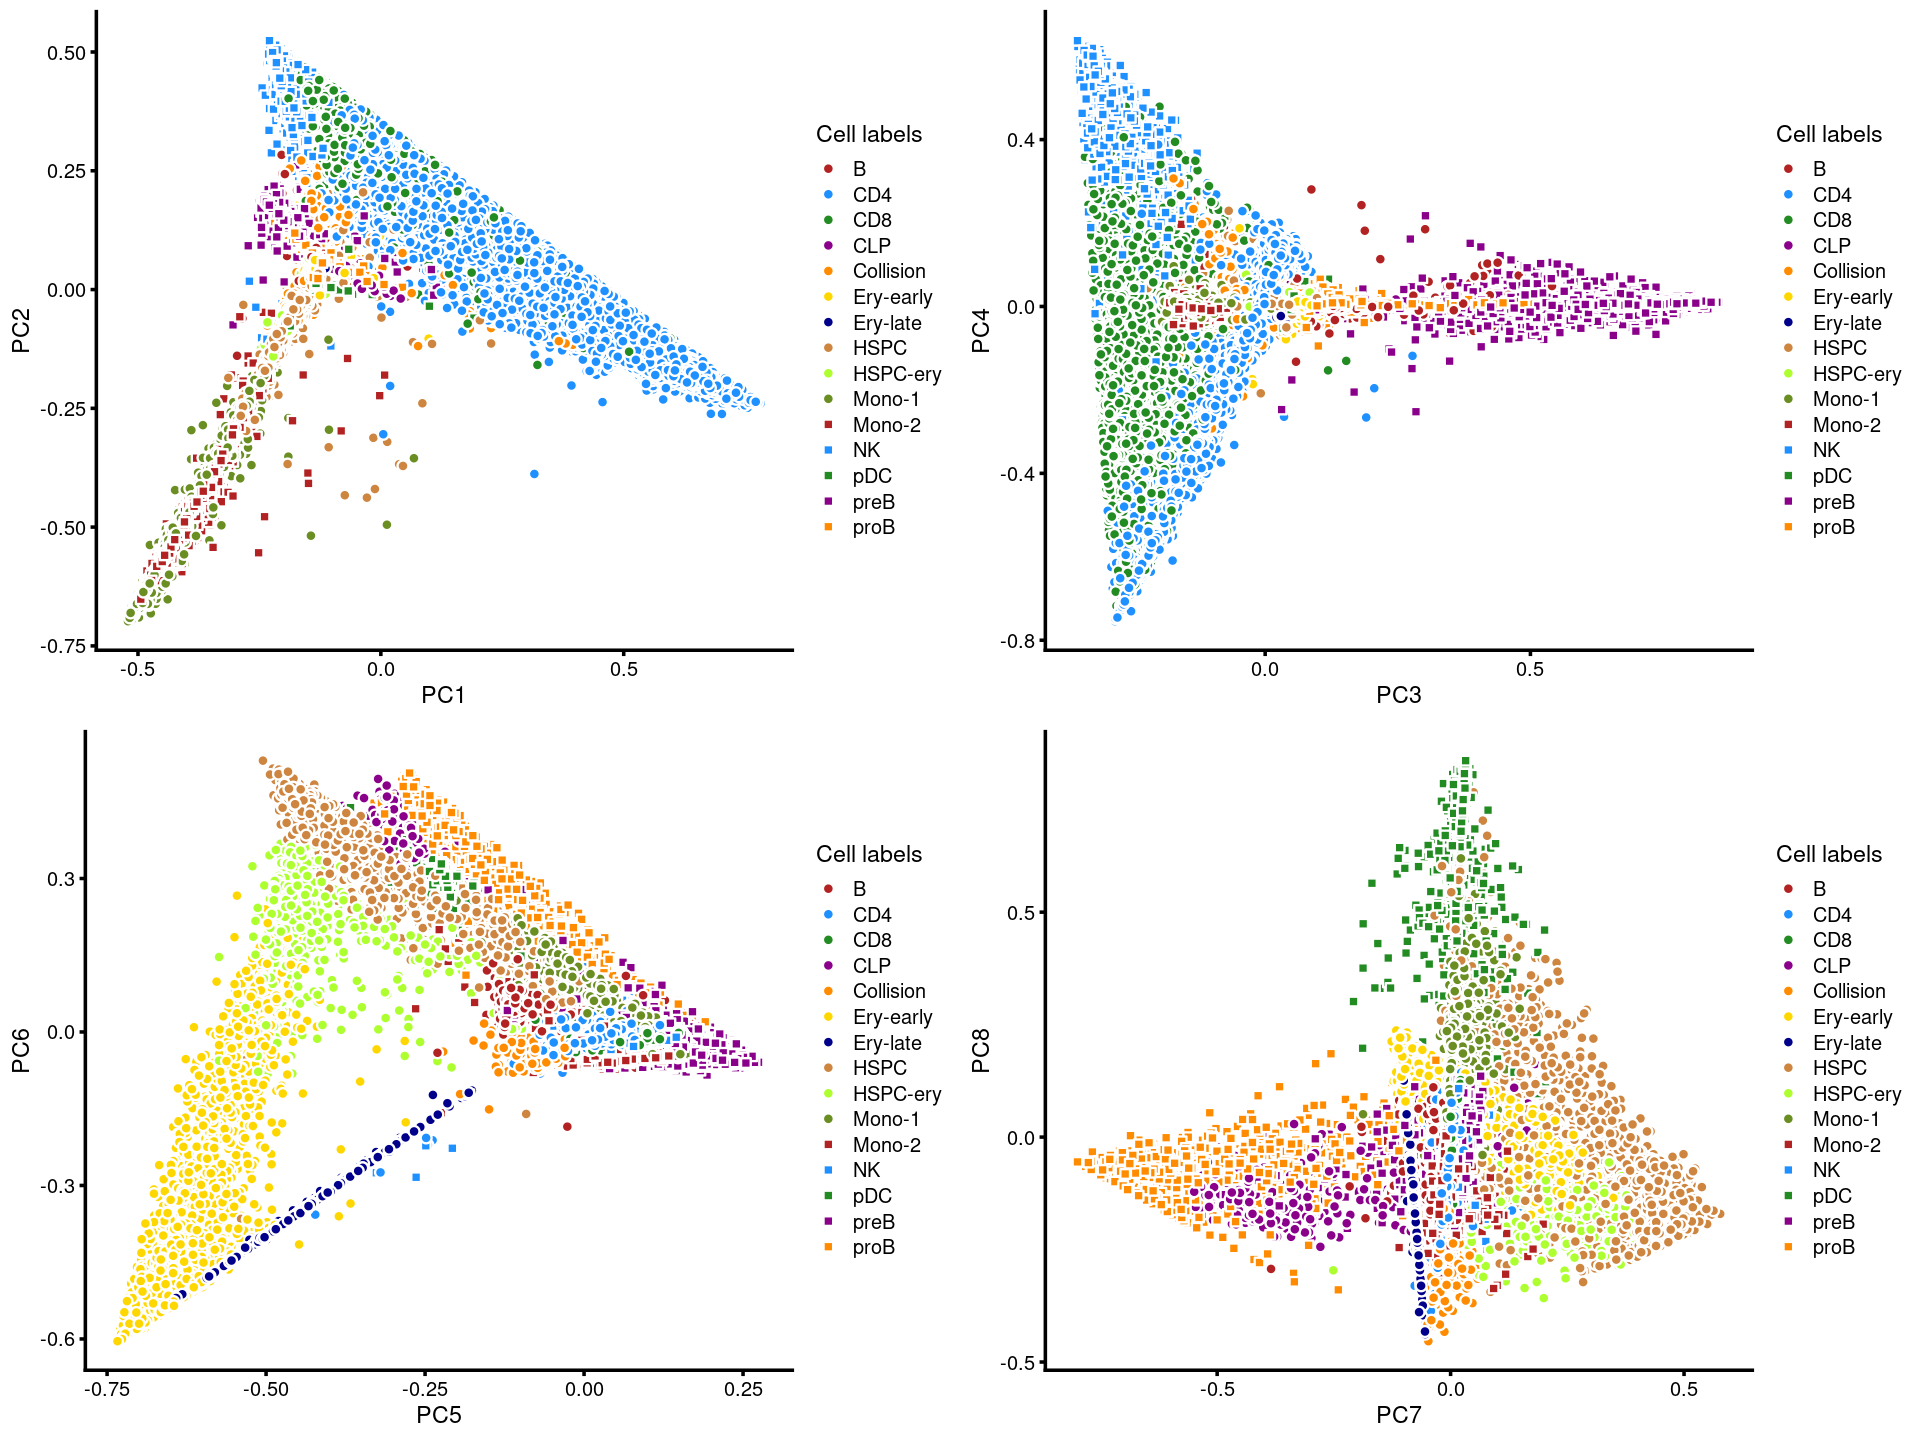 0.50
0.25
0.00
-0.25
-0.50
-0.75
PC2
-0.5
0.0
0.5
PC1
Cell labels
B
CD4
CD8
CLP
Collision
Ery-early
Ery-late
HSPC
HSPC-ery
Mono-1
Mono-2
NK
pDC
preB
proB
0.4
0.0
-0.4
-0.8
PC4
0.0
0.5
PC3
Cell labels
B
CD4
CD8
CLP
Collision
Ery-early
Ery-late
HSPC
HSPC-ery
Mono-1
Mono-2
NK
pDC
preB
proB
0.3
0.0
-0.3
-0.6
PC6
-0.75
-0.50
-0.25
0.00
0.25
PC5
Cell labels
B
CD4
CD8
CLP
Collision
Ery-early
Ery-late
HSPC
HSPC-ery
Mono-1
Mono-2
NK
pDC
preB
proB
0.5
0.0
-0.5
PC8
-0.5
0.0
0.5
PC7
Cell labels
B
CD4
CD8
CLP
Collision
Ery-early
Ery-late
HSPC
HSPC-ery
Mono-1
Mono-2
NK
pDC
preB
proB